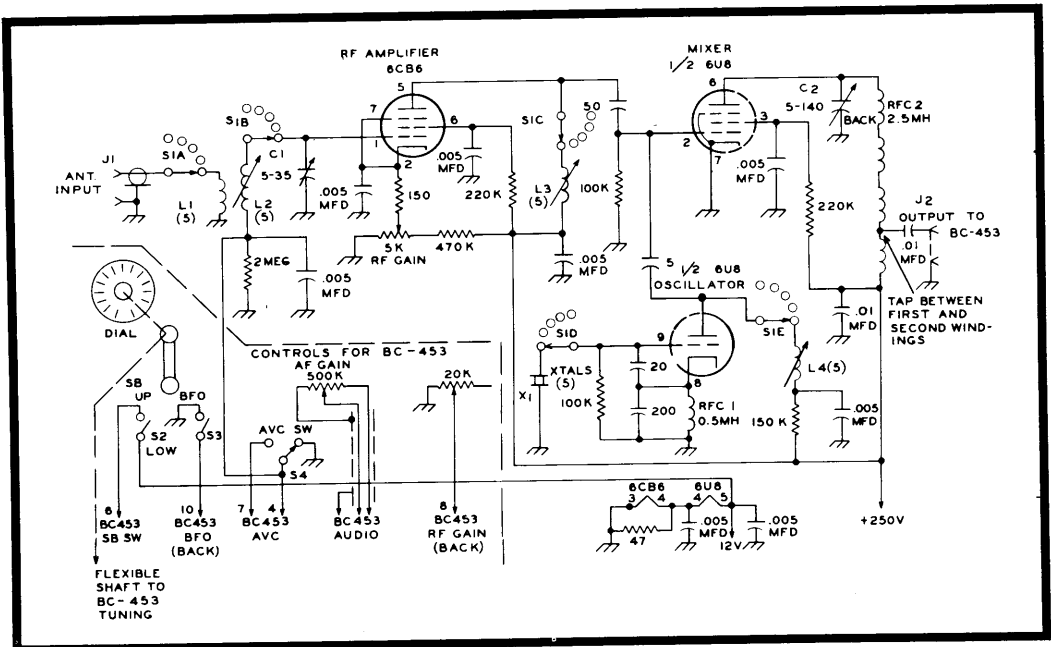 RF AMPLIFIER
6CB6
MIXER
1/2 6U8
5
7
6
1
2
6
3
2
7
J1
ANT.
INPUT
S1A
L1
(5)
S1B
L2
(5)
C1
5-35
.005
MFD
150
.005
MFD
220K
S1C
L3
(5)
50
100K
.005
MFD
C2
5-140
BACK
RFC 2
2.5MH
220K
J2
OUTPUT TO
BC-453
.01
MFD
.01
MFD
TAP BETWEEN
FIRST AND
SECOND WIND-
INGS
2MEG
.005
MFD
5K
RF GAIN
470K
.005
MFD
5
1/2 6U8
OSCILLATOR
S1E
L4(5)
.005
MFD
150 K
S1D
9
8
X1
XTALS
(5)
100K
20
200
RFC 1
0.5MH
DIAL
CONTROLS FOR BC-453
AF GAIN
500K
20K
SB
UP
BFO
S2
LOW
S3
AVC SW
S4
6
BC453
SB SW
10
BC453
BFO
(BACK)
7
4
BC453
AVC
BC453
AUDIO
8
BC453
RF GAIN
(BACK)
FLEXIBLE
SHAFT TO
BC-453
TUNING
6CB6
3 4
6U8
4 5
47
.005
MFD
12V
.005
MFD
+250V